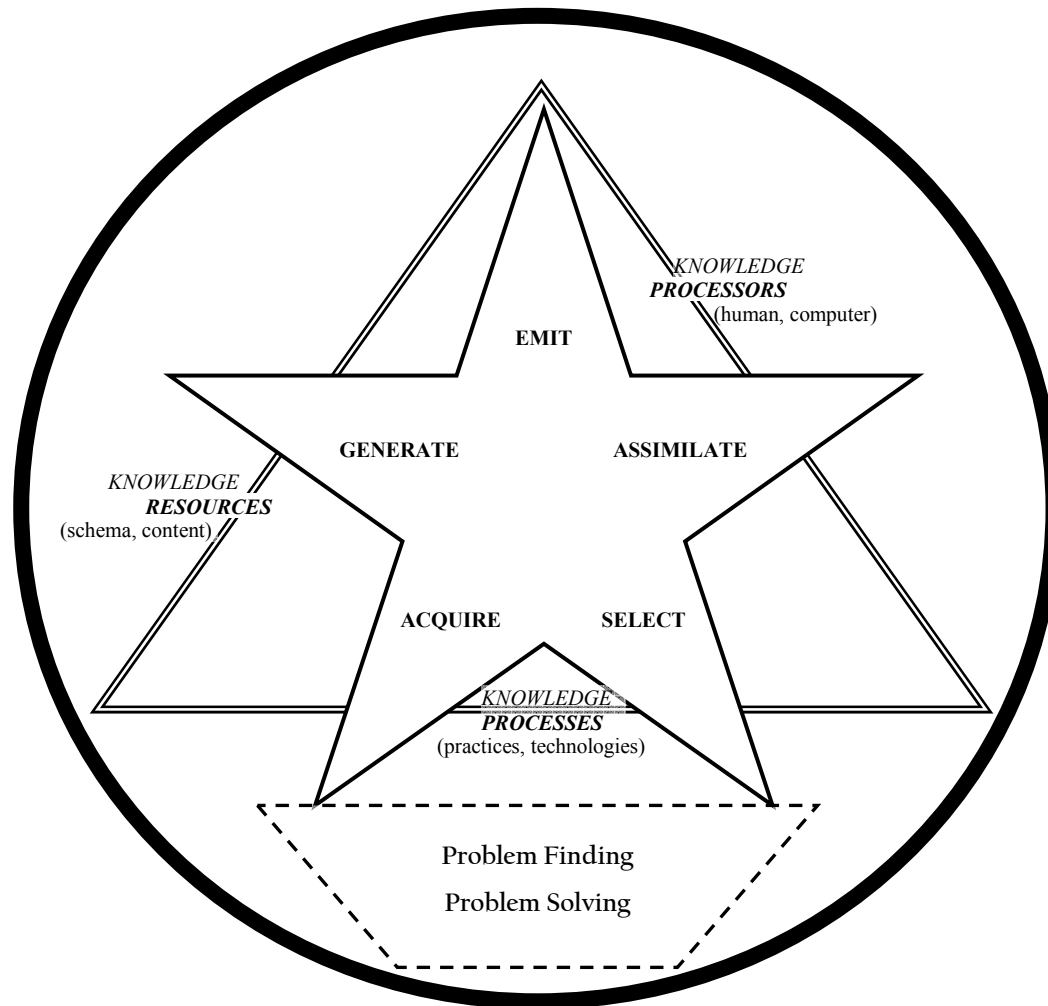 KNOWLEDGE
PROCESSORS
(human, computer)
EMIT
GENERATE
ASSIMILATE
KNOWLEDGE
RESOURCES
(schema, content)
ACQUIRE
SELECT
KNOWLEDGE
PROCESSES
(practices, technologies)
Problem Finding
Problem Solving